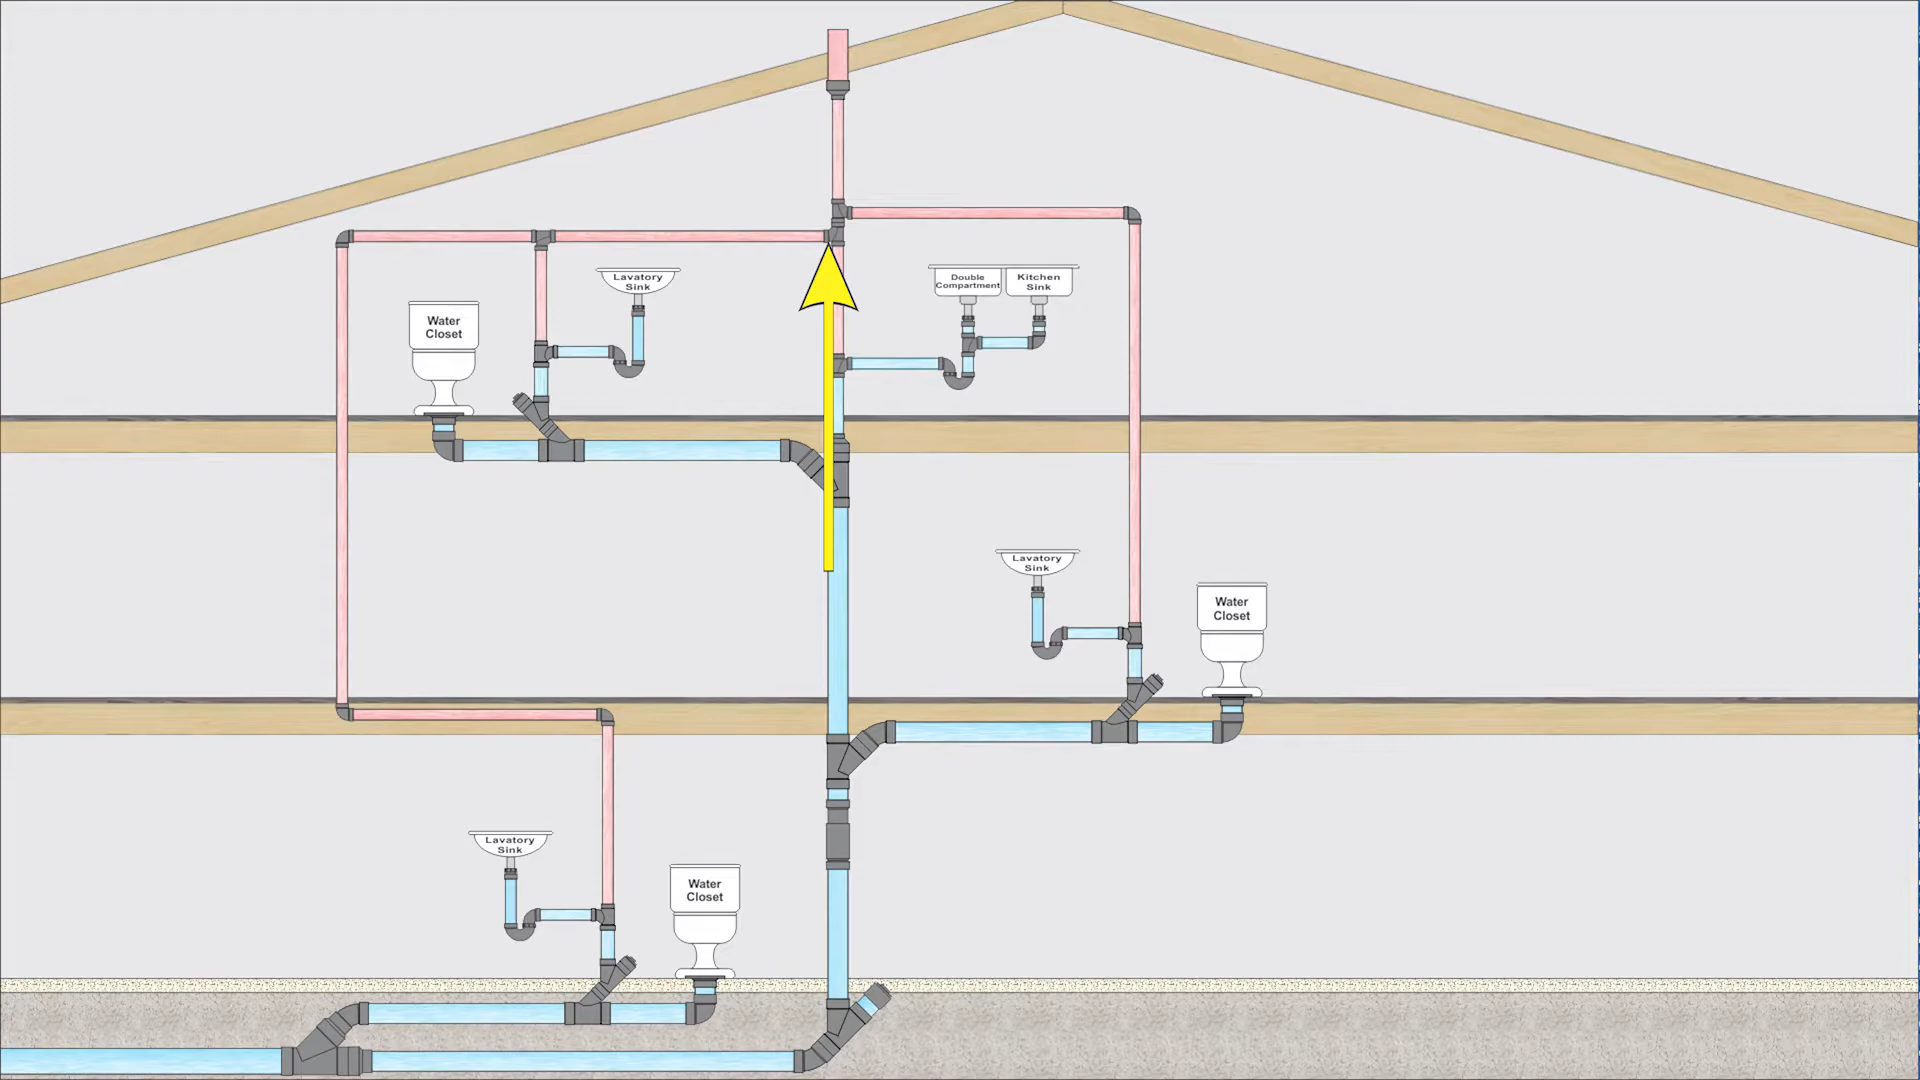 Lavatory
Sink
Double
Compartment
Kitchen
Sink
Water
Closet
Lavatory
Sink
Water
Closet
Lavatory
Sink
Water
Closet